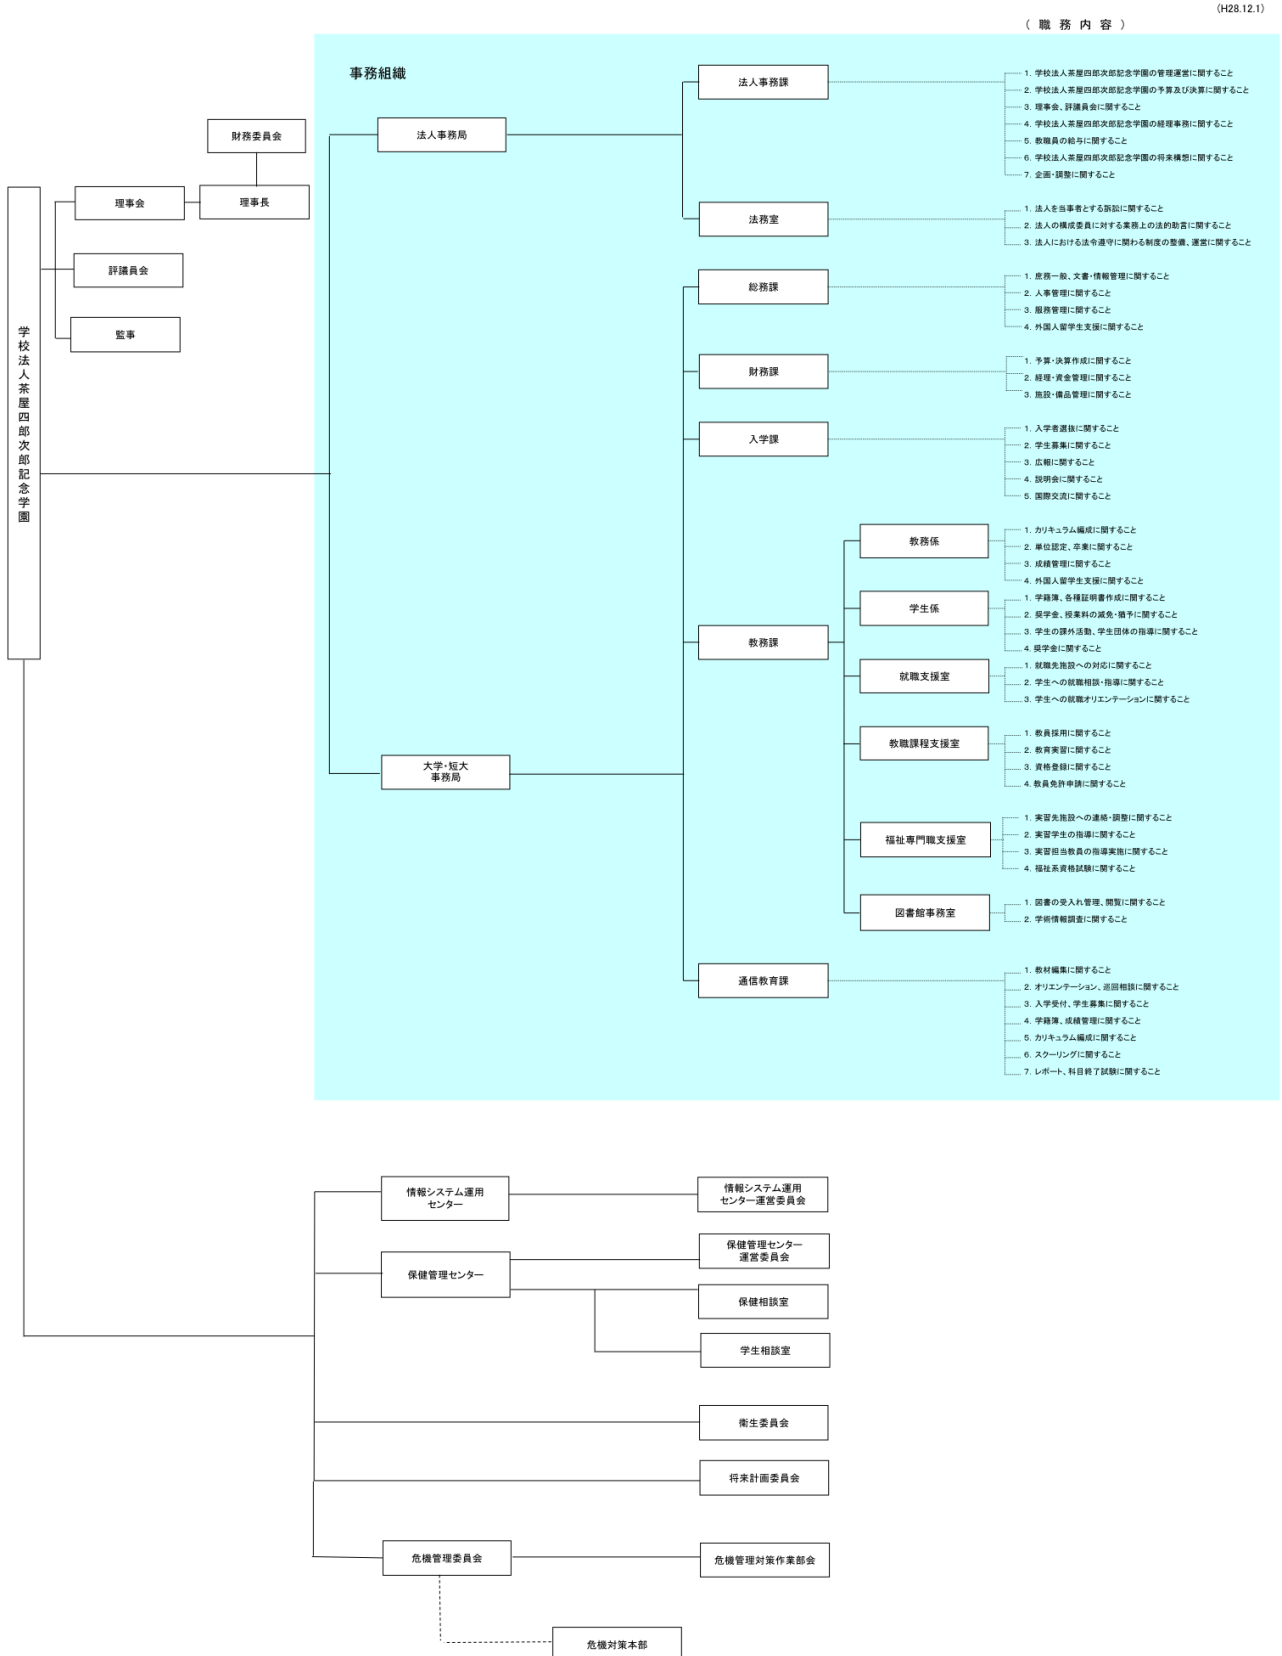 (H28.12.1)
（ 職 務 内 容 ）
事務組織
学校法人茶屋四郎次郎記念学園
財務委員会
理事会
理事長
評議員会
監事
法人事務局
法人事務課
1. 学校法人茶屋四郎次郎記念学園の管理運営に関すること
2. 学校法人茶屋四郎次郎記念学園の予算及び決算に関すること
3. 理事会、評議員会に関すること
4. 学校法人茶屋四郎次郎記念学園の経理事務に関すること
5. 教職員の給与に関すること
6. 学校法人茶屋四郎次郎記念学園の将来構想に関すること
7. 企画・調整に関すること
法務室
1. 法人を当事者とする訴訟に関すること
2. 法人の構成委員に対する業務上の法的助言に関すること
3. 法人における法令遵守に関わる制度の整備、運営に関すること
大学・短大
事務局
総務課
1. 庶務一般、文書・情報管理に関すること
2. 人事管理に関すること
3. 服務管理に関すること
4. 外国人留学生支援に関すること
財務課
1. 予算・決算作成に関すること
2. 経理・資金管理に関すること
3. 施設・備品管理に関すること
入学課
1. 入学者選抜に関すること
2. 学生募集に関すること
3. 広報に関すること
4. 説明会に関すること
5. 国際交流に関すること
教務課
教務係
1. カリキュラム編成に関すること
2. 単位認定、卒業に関すること
3. 成績管理に関すること
4. 外国人留学生支援に関すること
学生係
1. 学籍簿、各種証明書作成に関すること
2. 奨学金、授業料の減免・猶予に関すること
3. 学生の課外活動、学生団体の指導に関すること
4. 奨学金に関すること
就職支援室
1. 就職先施設への対応に関すること
2. 学生への就職相談・指導に関すること
3. 学生への就職オリエンテーションに関すること
教職課程支援室
1. 教員採用に関すること
2. 教育実習に関すること
3. 資格登録に関すること
4. 教員免許申請に関すること
福祉専門職支援室
1. 実習先施設への連絡・調整に関すること
2. 実習学生の指導に関すること
3. 実習担当教員の指導実施に関すること
4. 福祉系資格試験に関すること
図書館事務室
1. 図書の受入れ管理、閲覧に関すること
2. 学術情報調査に関すること
通信教育課
1. 教材編集に関すること
2. オリエンテーション、巡回相談に関すること
3. 入学受付、学生募集に関すること
4. 学籍簿、成績管理に関すること
5. カリキュラム編成に関すること
6. スクーリングに関すること
7. レポート、科目終了試験に関すること
情報システム運用
センター
情報システム運用
センター運営委員会
保健管理センター
保健管理センター
運営委員会
保健相談室
学生相談室
衛生委員会
将来計画委員会
危機管理委員会
危機管理対策作業部会
危機対策本部